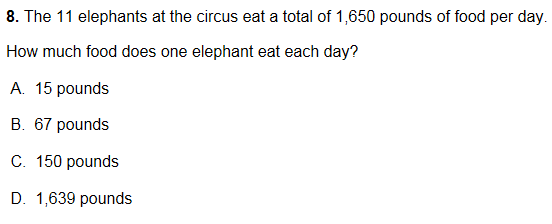 8. The 11 elephants at the circus eat a total of 1,650 pounds of food per day.
How much food does one elephant eat each day?
A. 15 pounds
B. 67 pounds
C. 150 pounds
D. 1,639 pounds